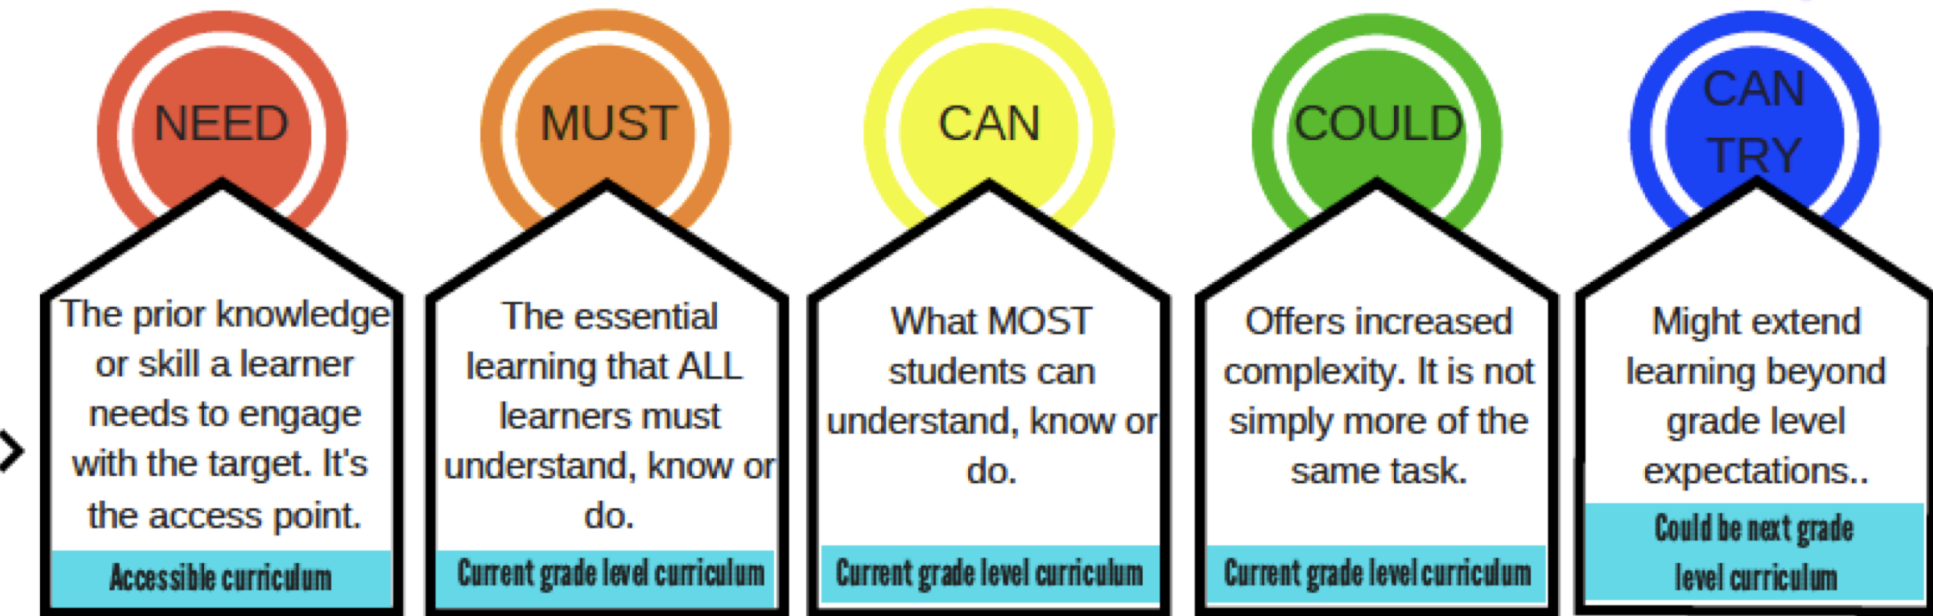 NEED
The prior knowledge
or skill a learner
needs to engage
with the target. It's
the access point.
Accessible curriculum
MUST
The essential
learning that ALL
learners must
understand, know or
do.
Current grade level curriculum
CAN
What MOST
students can
understand, know or
do.
Current grade level curriculum
COULD
Offers increased
complexity. It is not
simply more of the
same task.
Current grade level curriculum
CAN
TRY
Might extend
learning beyond
grade level
expectations..
Could be next grade
level curriculum